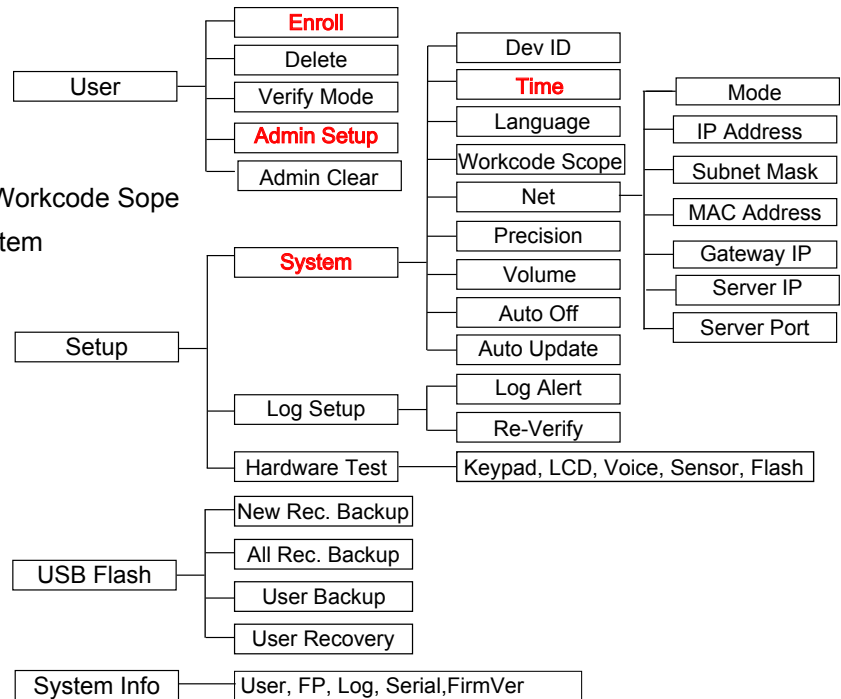 User
Enroll
Delete
Verify Mode
Admin Setup
Admin Clear
Workcode Sope
tem
Setup
System
Dev ID
Time
Language
Workcode Scope
Net
Precision
Volume
Auto Off
Auto Update
Mode
IP Address
Subnet Mask
MAC Address
Gateway IP
Server IP
Server Port
Log Setup
Log Alert
Re-Verify
Hardware Test
Keypad, LCD, Voice, Sensor, Flash
USB Flash
New Rec. Backup
All Rec. Backup
User Backup
User Recovery
System Info
User, FP, Log, Serial,FirmVer